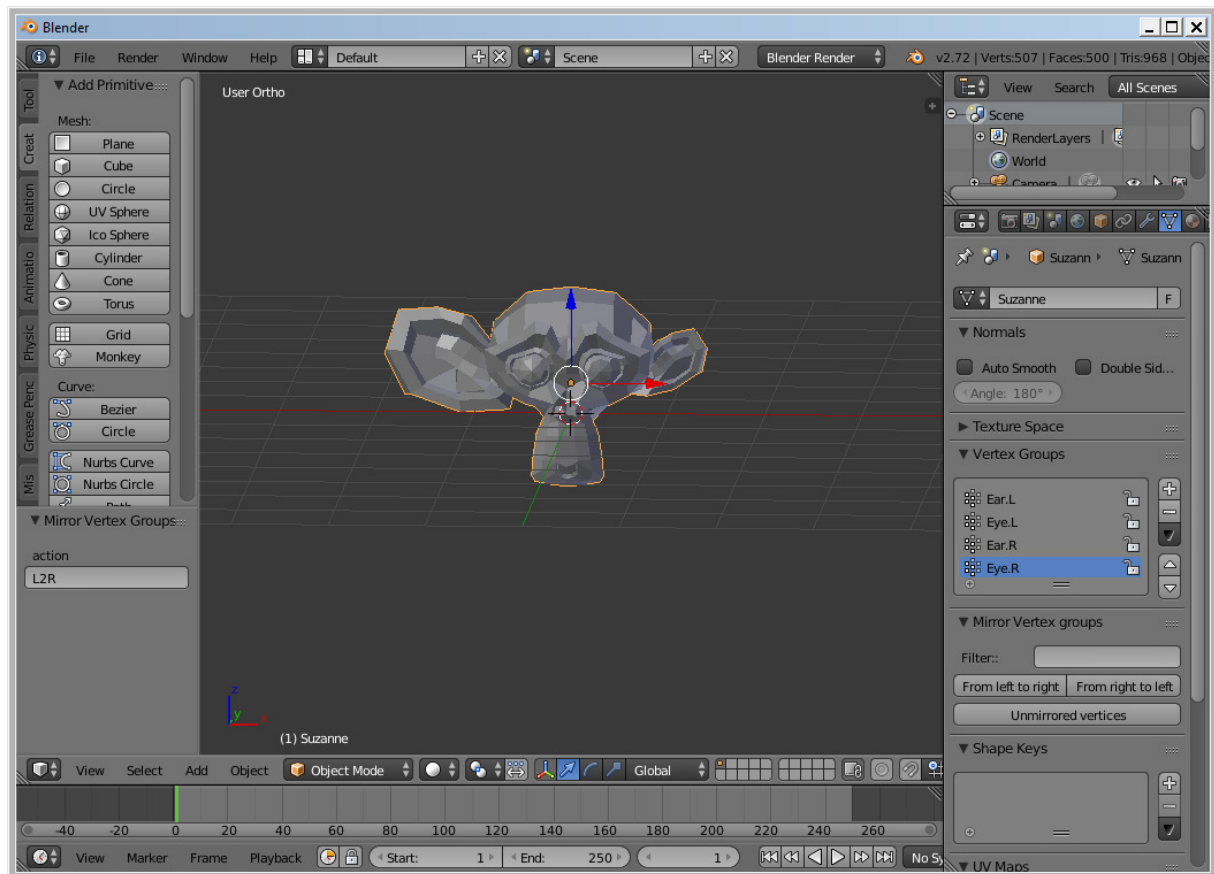 Blender
File Render Window Help Default Scene Blender Render v2.72 | Verts:507 | Faces:500 | Tris:968 | Objec
Tool
Creat
Relation
Animatio
Physic
Grease Penc
Mis
Add Primitive
Mesh:
Plane
Cube
Circle
UV Sphere
Ico Sphere
Cylinder
Cone
Torus
Grid
Monkey
Curve:
Bezier
Circle
Nurbs Curve
Nurbs Circle
Path
Mirror Vertex Groups
action
L2R
User Ortho
z
y
x
(1) Suzanne
View Search All Scenes
Scene
RenderLayers |
World
Camera |
Suzann Suzann
Suzanne F
Normals
Auto Smooth Double Sid...
Angle: 180°
Texture Space
Vertex Groups
Ear.L
Eye.L
Ear.R
Eye.R
Mirror Vertex groups
Filter::
From left to right From right to left
Unmirrored vertices
Shape Keys
UV Maps
View Select Add Object Object Mode Global
-40 -20 0 20 40 60 80 100 120 140 160 180 200 220 240 260
View Marker Frame Playback Start: 1 End: 250 1 No Sy